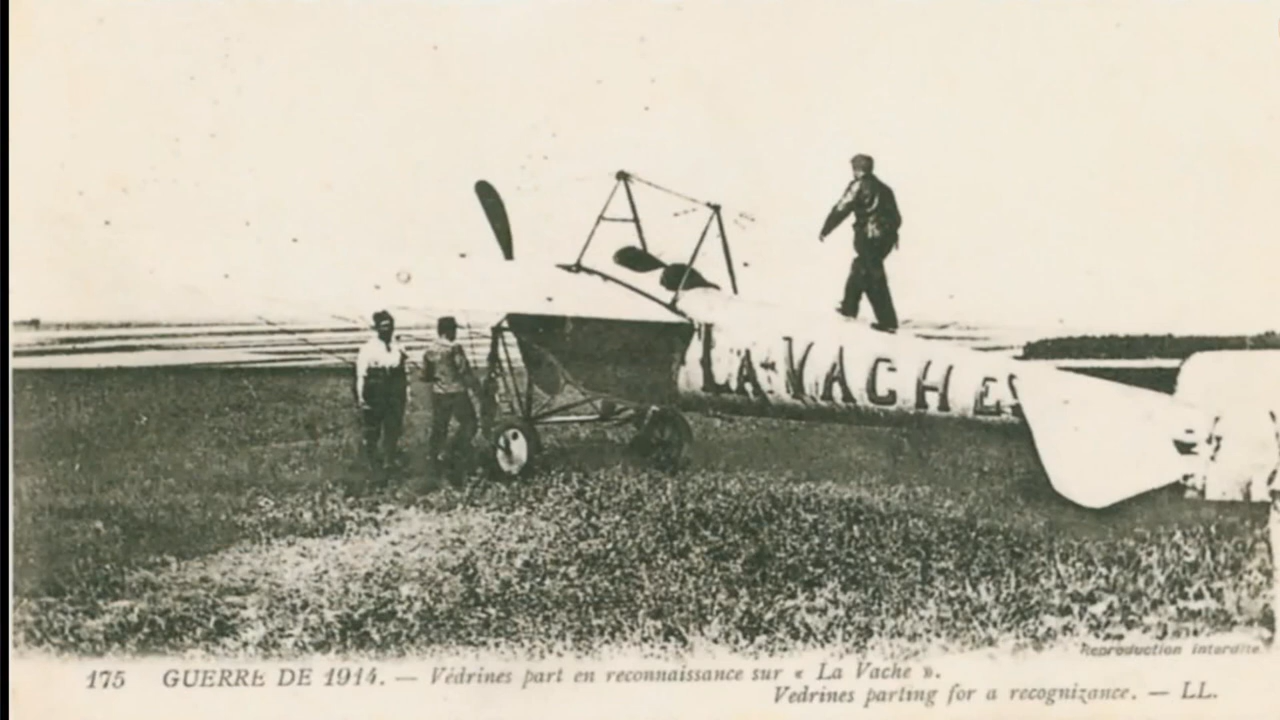 LA VACHE
Reproduction interdite.
175 GUERRE DE 1914. — Védrines part en reconnaissance sur « La Vache ».
Vedrines parting for a recognizance. — LL.